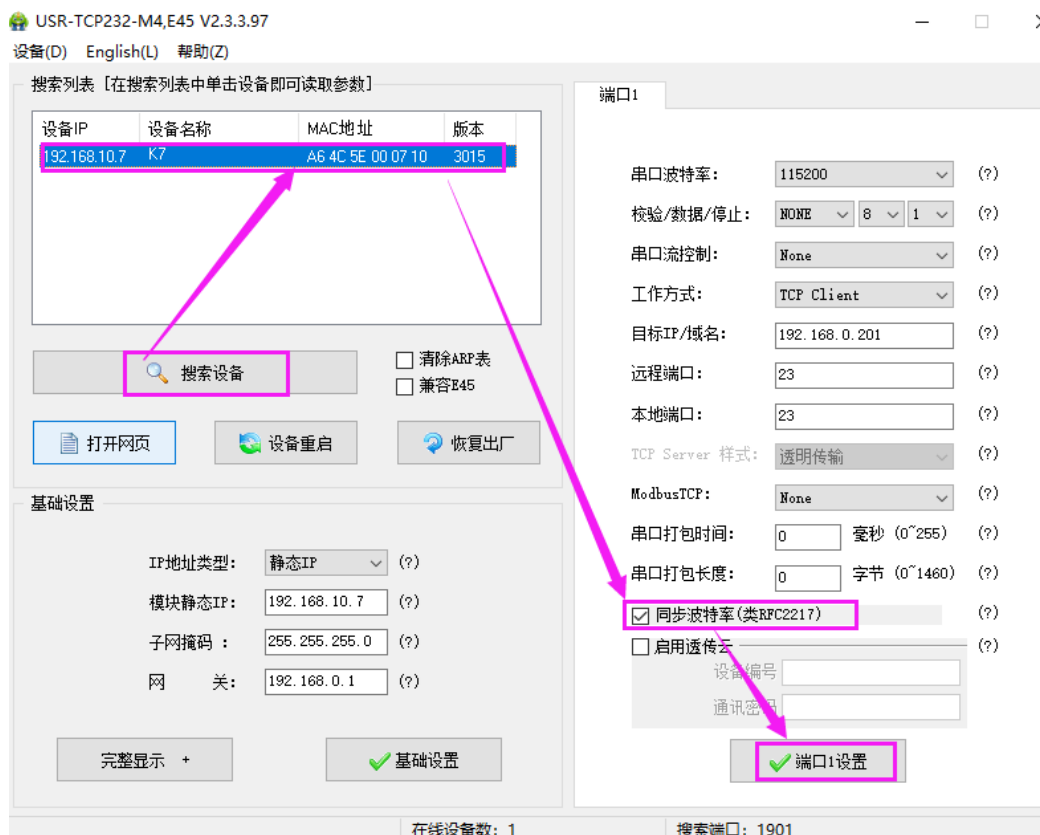 USR-TCP232-M4,E45 V2.3.3.97
设备(D) English(L) 帮助(Z)
搜索列表 [在搜索列表中单击设备即可读取参数]
设备IP 设备名称 MAC地址 版本
192.168.10.7 K7 A6 4C 5E 00 07 10 3015
搜索设备
清除ARP表
兼容E45
打开网页 设备重启 恢复出厂
基础设置
IP地址类型: 静态IP (?)
模块静态IP: 192.168.10.7 (?)
子网掩码 : 255.255.255.0 (?)
网 关: 192.168.0.1 (?)
完整显示 + 基础设置
端口1
串口波特率: 115200 (?)
校验/数据/停止: NONE 8 1 (?)
串口流控制: None (?)
工作方式: TCP Client (?)
目标IP/域名: 192.168.0.201 (?)
远程端口: 23 (?)
本地端口: 23 (?)
TCP Server 样式: 透明传输 (?)
ModbusTCP: None (?)
串口打包时间: 0 毫秒 (0~255) (?)
串口打包长度: 0 字节 (0~1460) (?)
同步波特率(类RFC2217) (?)
启用透传云 (?)
设备编号
通讯密码
端口1设置
在线设备数: 1 搜索端口: 1901